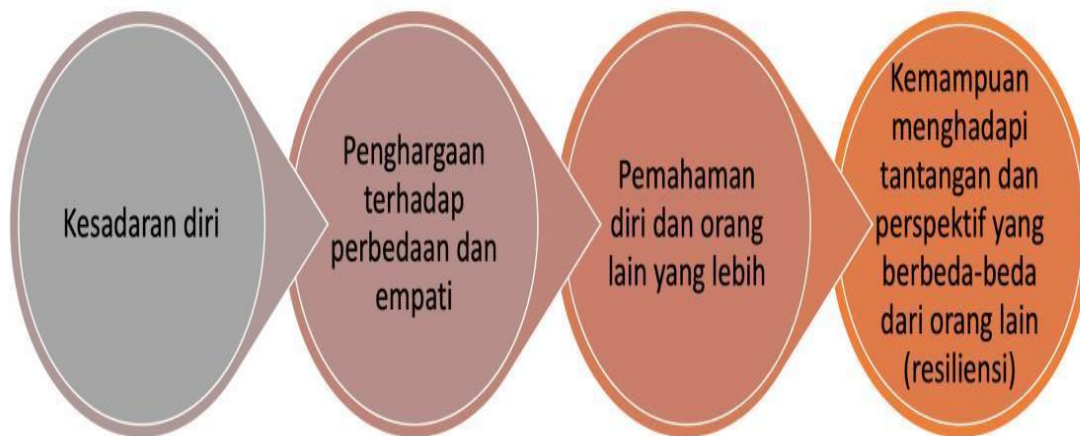 Kesadaran diri
Penghargaan
terhadap
perbedaan dan
empati
Pemahaman
diri dan orang
lain yang lebih
Kemampuan
menghadapi
tantangan dan
perspektif yang
berbeda-beda
dari orang lain
(resiliensi)